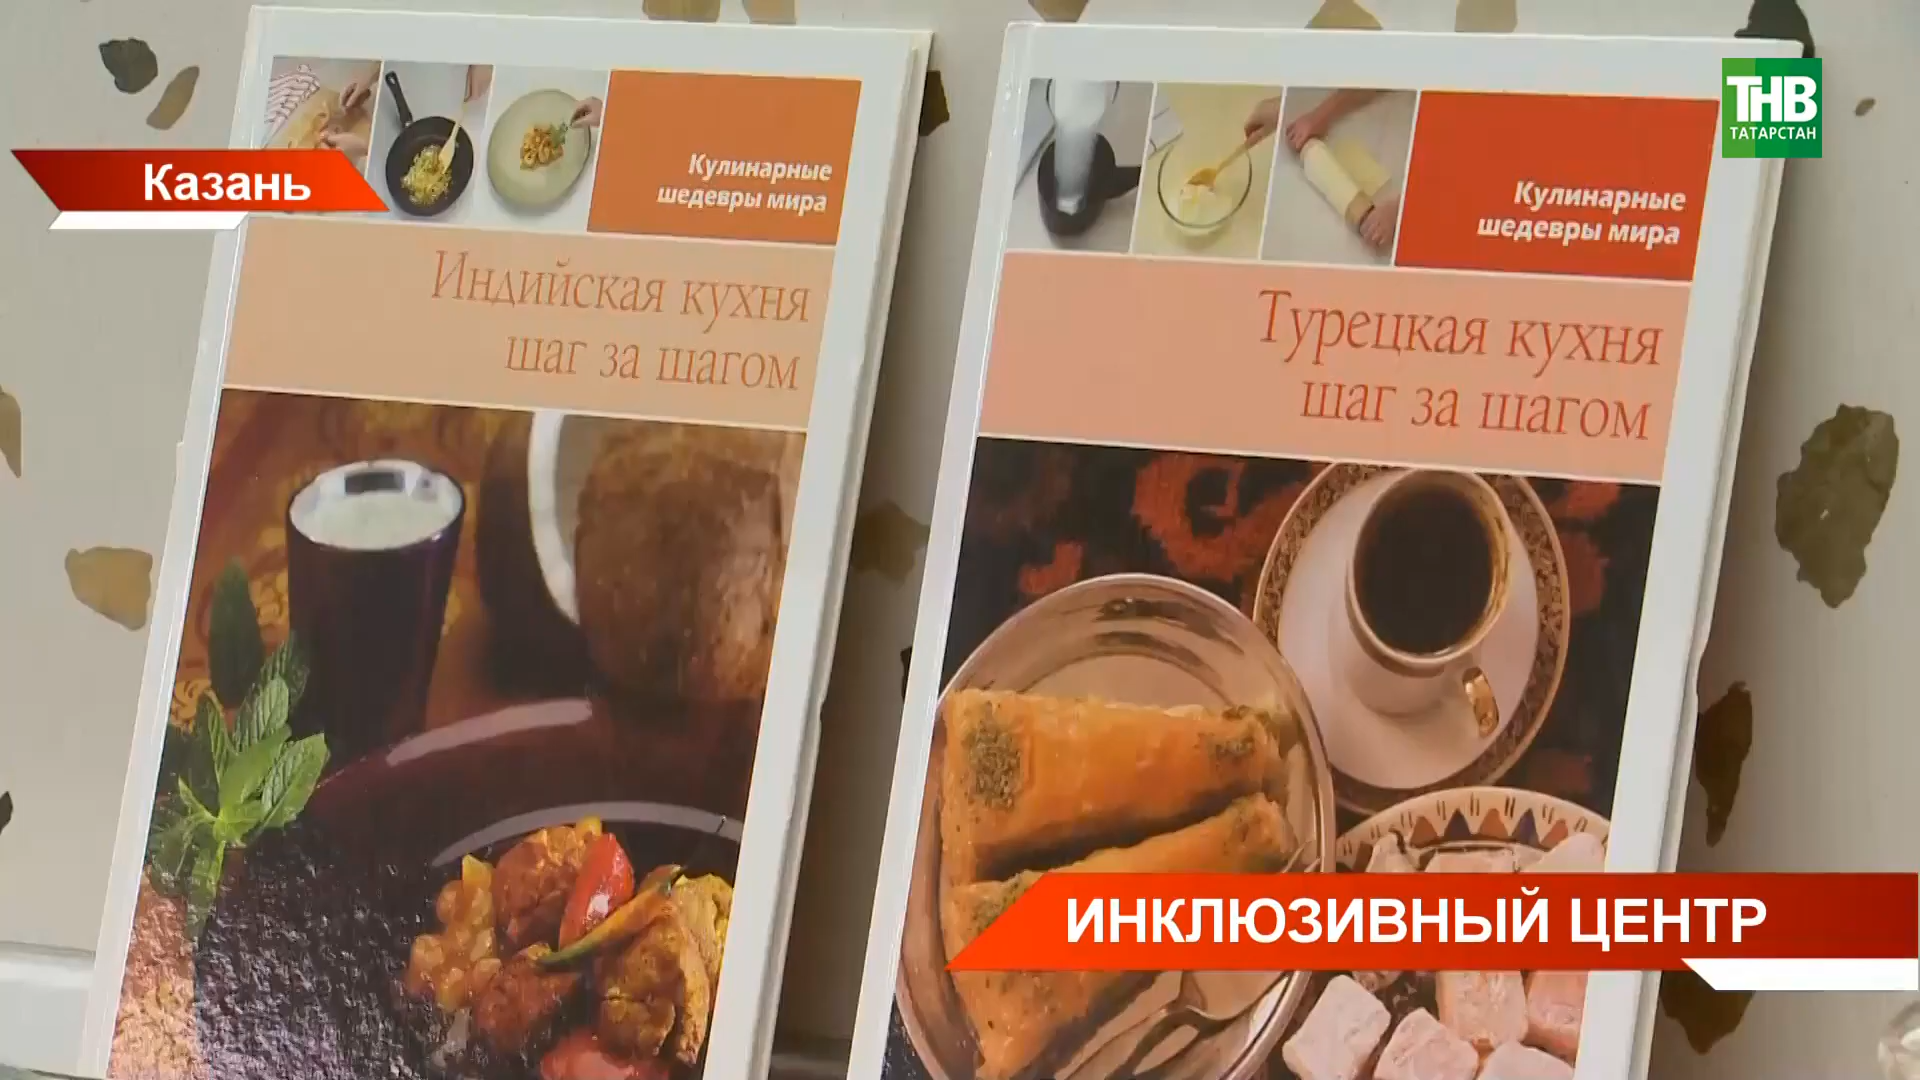 ТНВ
ТАТАРСТАН
Казань
Кулинарные
шедевры мира
Индийская кухня
шаг за шагом
Кулинарные
шедевры мира
Турецкая кухня
шаг за шагом
ИНКЛЮЗИВНЫЙ ЦЕНТР